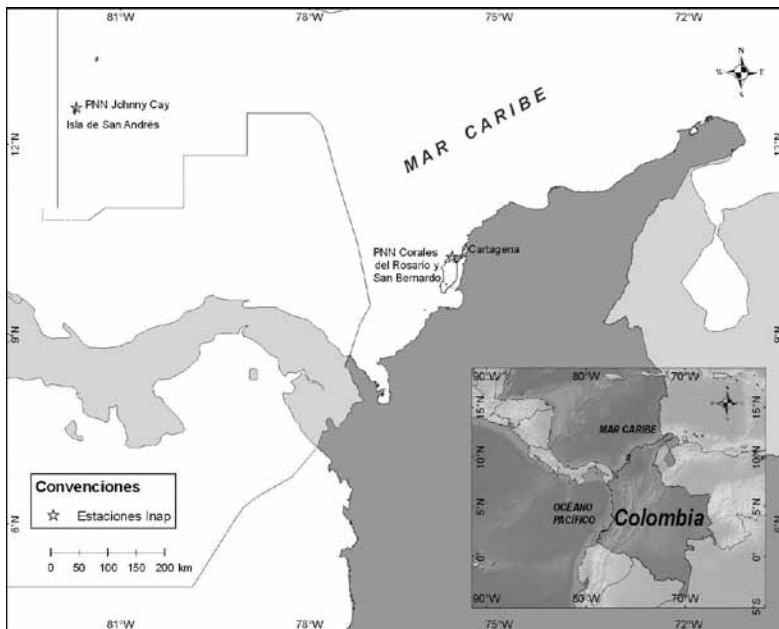 81°W
78°W
75°W
72°W
N
W
E
S
PNN Johnny Cay
Isla de San Andrés
MAR CARIBE
12°N
12°N
PNN Corales
del Rosario y
San Bernardo
Cartagena
9°N
9°N
90°W
80°W
70°W
15°N
15°N
MAR CARIBE
10°N
10°N
OCÉANO
PACÍFICO
Colombia
5°N
5°N
0°
0°
5°S
90°W
80°W
70°W
Convenciones
Estaciones Inap
0 50 100 150 200
km
6°N
81°W
78°W
75°W
72°W